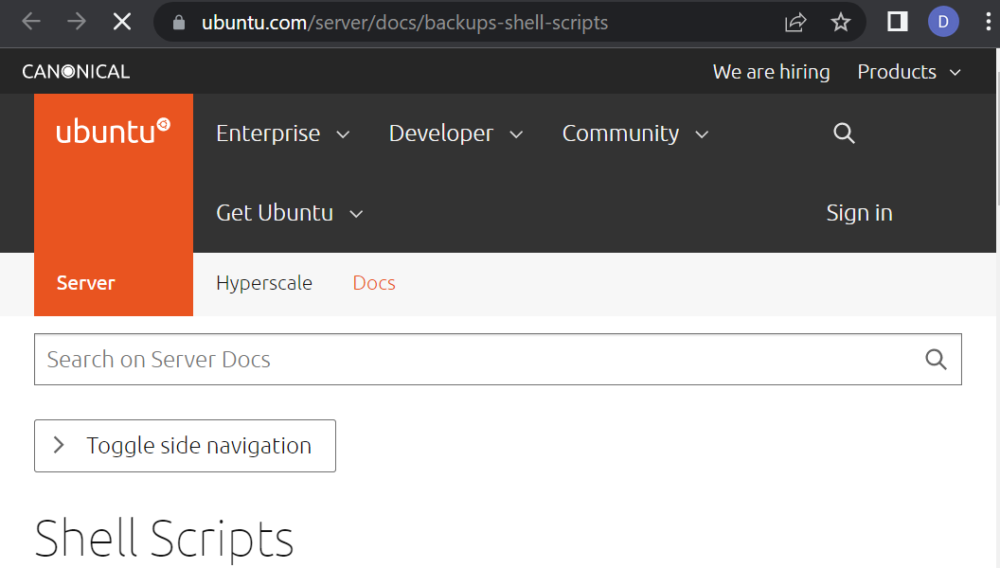 ubuntu.com/server/docs/backups-shell-scripts
D
CANONICAL
We are hiring Products
ubuntu
Enterprise Developer Community
Get Ubuntu Sign in
Server Hyperscale Docs
Search on Server Docs
Toggle side navigation
Shell Scripts